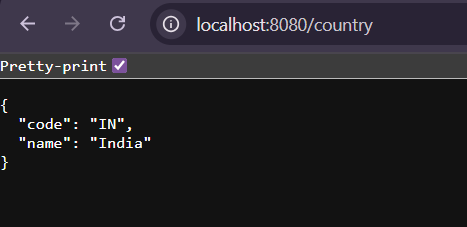 localhost:8080/country
Pretty-print
{
"code": "IN",
"name": "India"
}